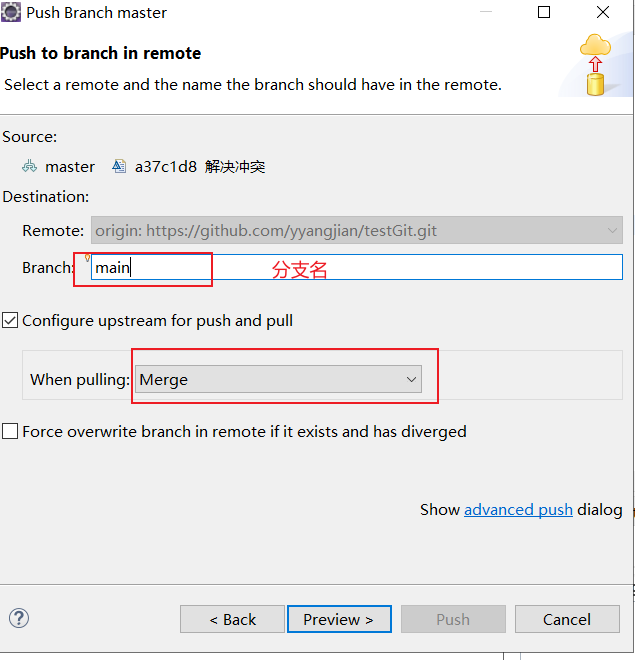 Push Branch master
Push to branch in remote
Select a remote and the name the branch should have in the remote.
Source:
master a37c1d8 解决冲突
Destination:
Remote: origin: https://github.com/yyangjian/testGit.git
Branch: main 分支名
Configure upstream for push and pull
When pulling: Merge
Force overwrite branch in remote if it exists and has diverged
Show advanced push dialog
? < Back Preview > Push Cancel